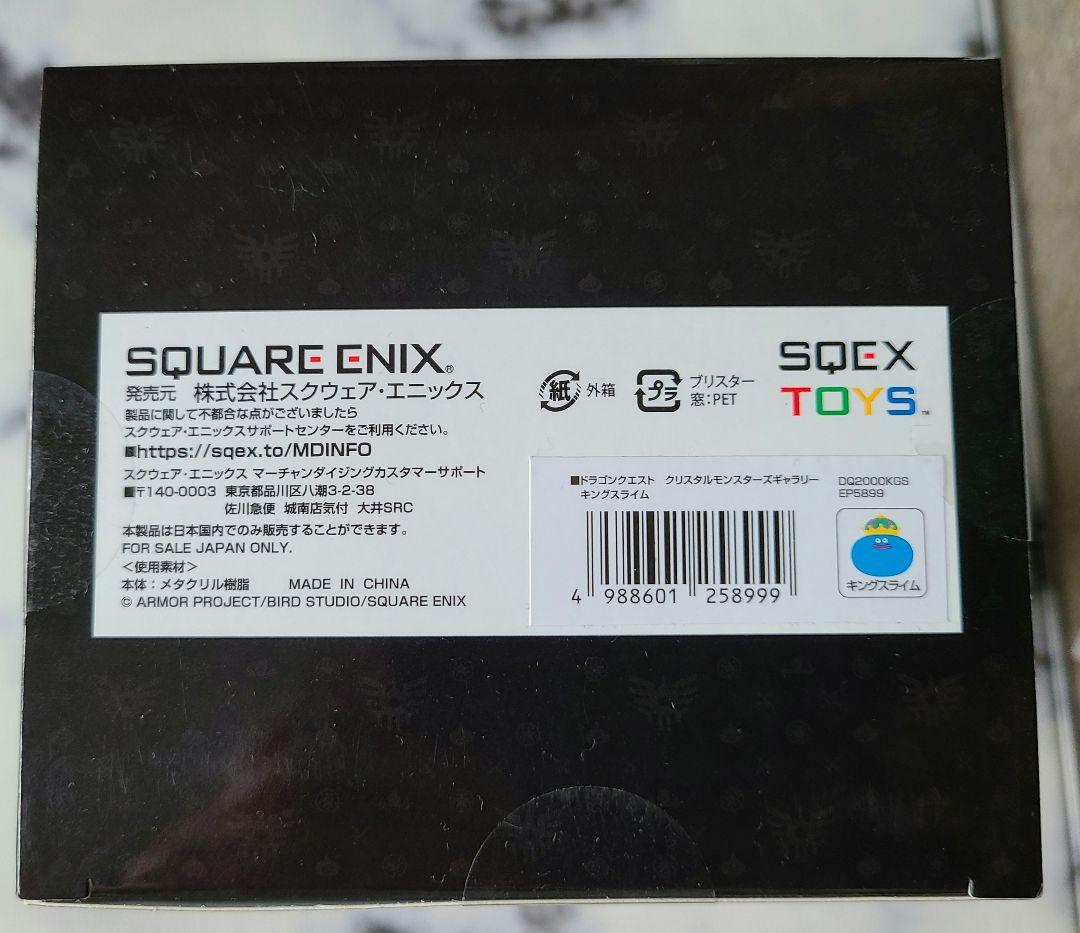 SQUARE ENIX®
発売元 株式会社スクウェア・エニックス
製品に関して不都合な点がございましたら
スクウェア・エニックスサポートセンターをご利用ください。
■https://sqex.to/MDINFO
スクウェア・エニックス マーチャンダイジングカスタマーサポート
■〒140-0003 東京都品川区八潮3-2-38
佐川急便 城南店気付 大井SRC
本製品は日本国内でのみ販売することができます。
FOR SALE JAPAN ONLY.
<使用素材>
本体：メタクリル樹脂 MADE IN CHINA
© ARMOR PROJECT/BIRD STUDIO/SQUARE ENIX
紙 外箱
プラ ブリスター
窓：PET
SQEX
TOYS™
■ドラゴンクエスト クリスタルモンスターズギャラリー
キングスライム
DQ2000KGS
EP5899
4 988601 258999
キングスライム